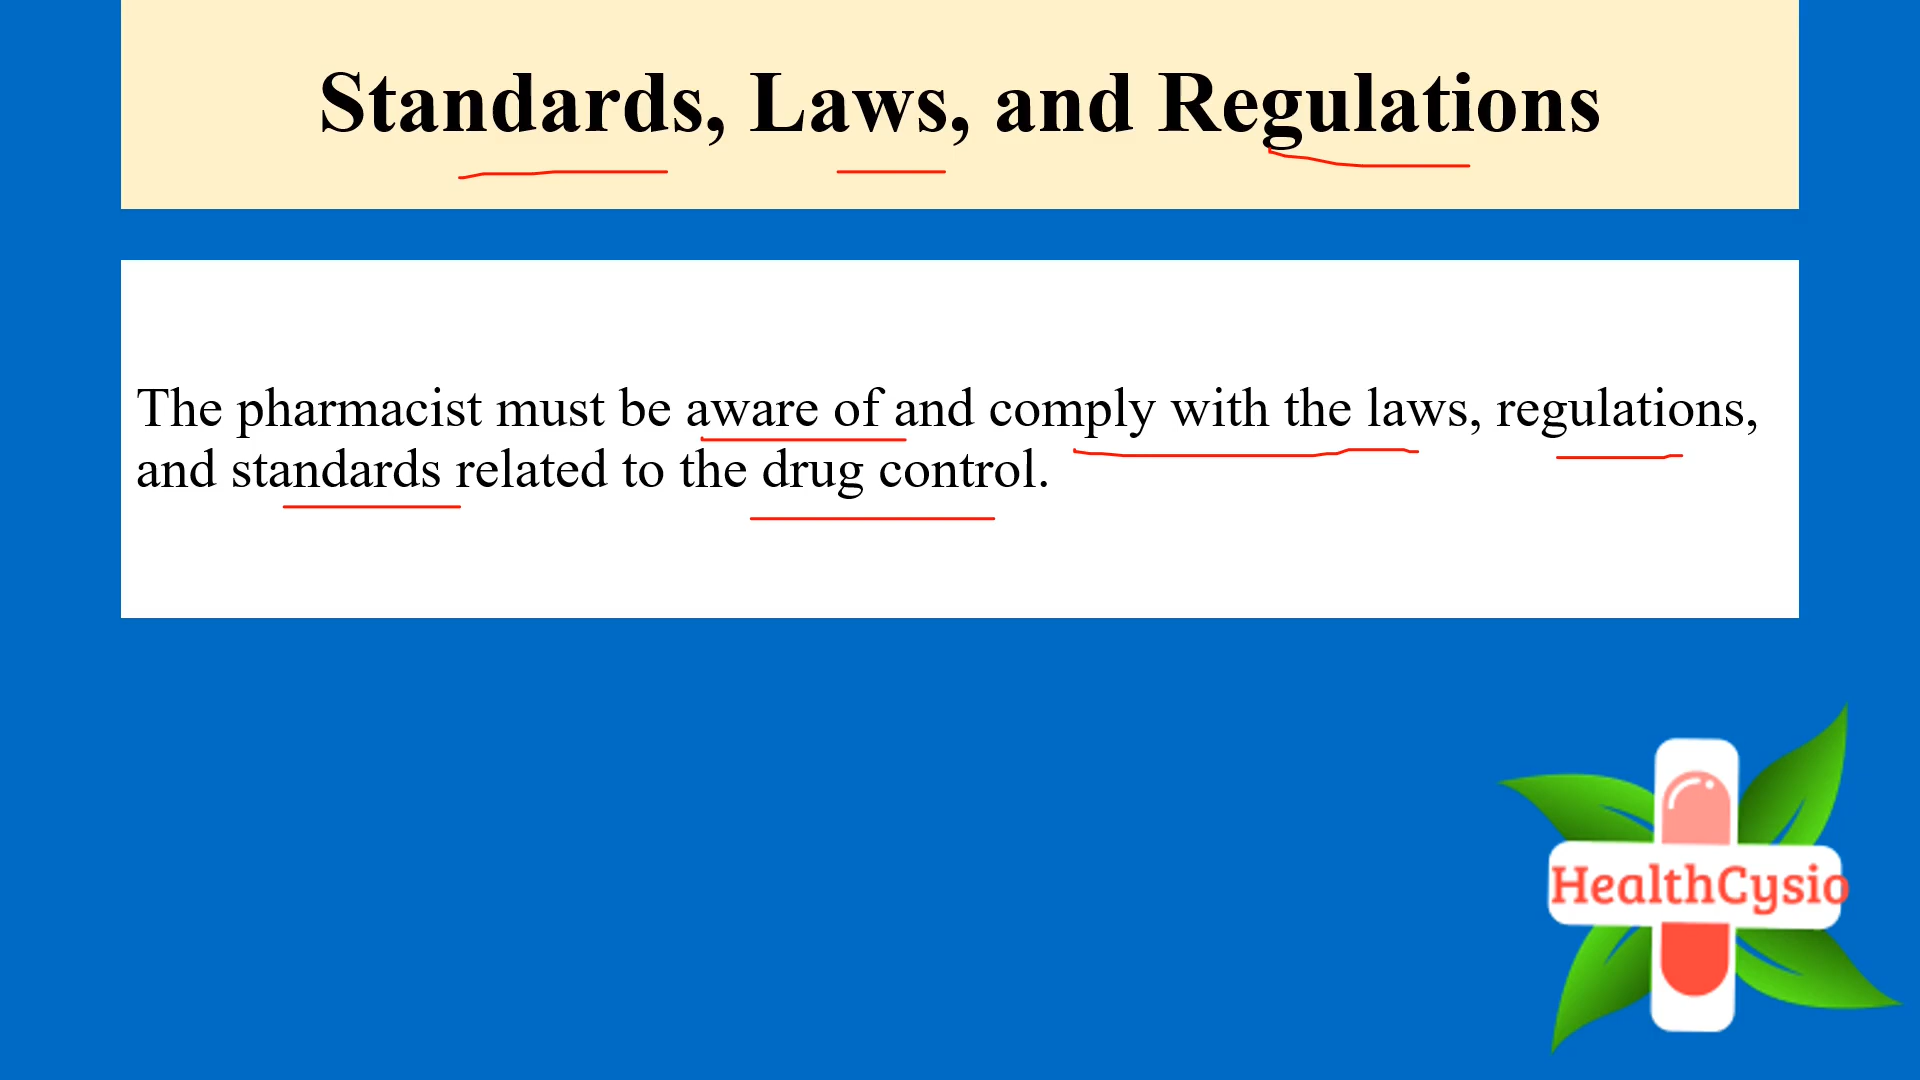 Standards, Laws, and Regulations
The pharmacist must be aware of and comply with the laws, regulations,
and standards related to the drug control.
HealthCysio